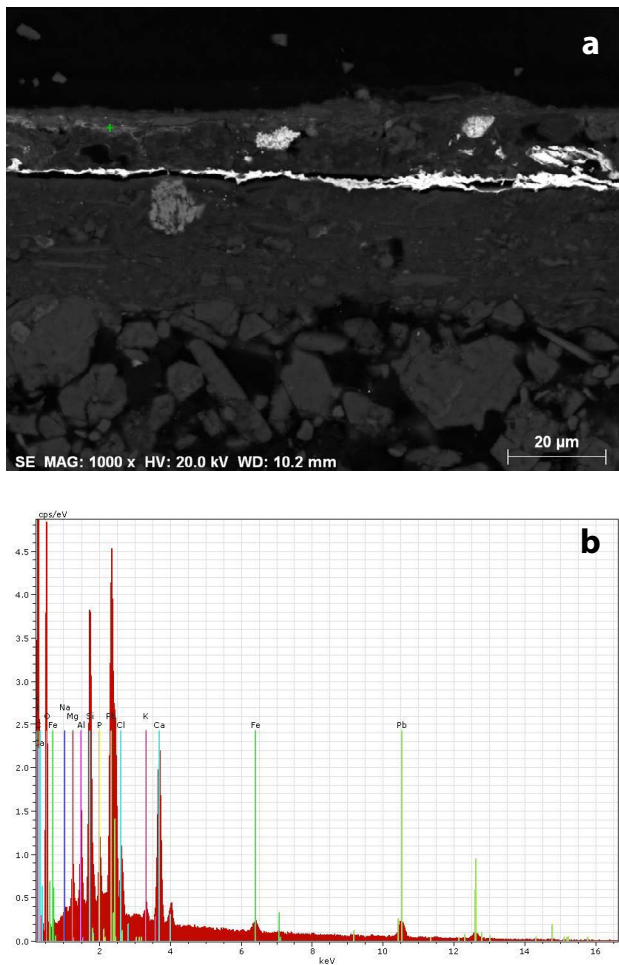 a
20 µm
SE MAG: 1000 x HV: 20.0 kV WD: 10.2 mm
b
cps/eV
4.5
4.0
3.5
3.0
2.5
Na
O Mg Si P K
Fe Al P Cl Ca Fe Pb
2.0
1.5
1.0
0.5
0.0
2 4 6 8 10 12 14 16
keV